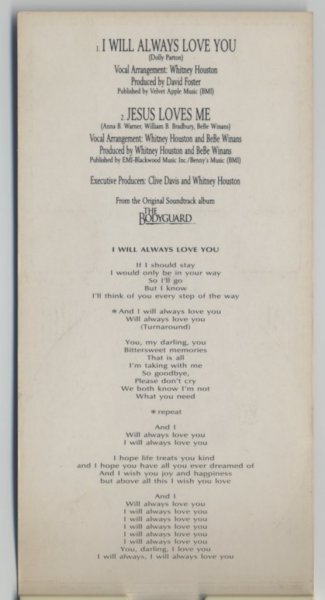 1. I WILL ALWAYS LOVE YOU
(Dolly Parton)
Vocal Arrangement: Whitney Houston
Produced by David Foster
Published by Velvet Apple Music (BMI)
2. JESUS LOVES ME
(Anna B. Warner, William B. Bradbury, BeBe Winans)
Vocal Arrangement: Whitney Houston and BeBe Winans
Produced by Whitney Houston and BeBe Winans
Published by EMI-Blackwood Music Inc./Benny's Music (BMI)
Executive Producers: Clive Davis and Whitney Houston
From the Original Soundtrack album
THE
BODYGUARD
I WILL ALWAYS LOVE YOU
If I should stay
I would only be in your way
So I'll go
But I know
I'll think of you every step of the way
*And I will always love you
Will always love you
(Turnaround)
You, my darling, you
Bittersweet memories
That is all
I'm taking with me
So goodbye,
Please don't cry
We both know I'm not
What you need
*repeat
And I
Will always love you
I will always love you
I hope life treats you kind
and I hope you have all you ever dreamed of
And I wish you joy and happiness
but above all this I wish you love
And I
Will always love you
I will always love you
I will always love you
I will always love you
I will always love you
I will always love you
You, darling, I love you
I will always, I will always love you